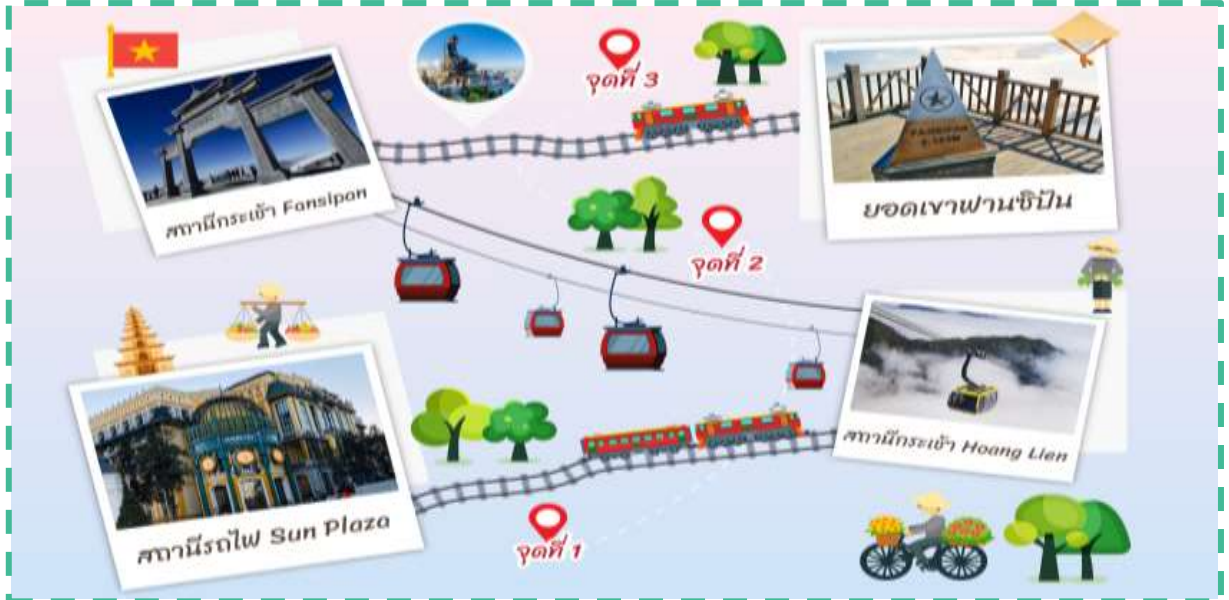 จุดที่ 3
สถานีกระเช้า Fansipan
ยอดเขาฟานซิปัน
จุดที่ 2
สถานีกระเช้า Hoang Lien
สถานีรถไฟ Sun Plaza
จุดที่ 1